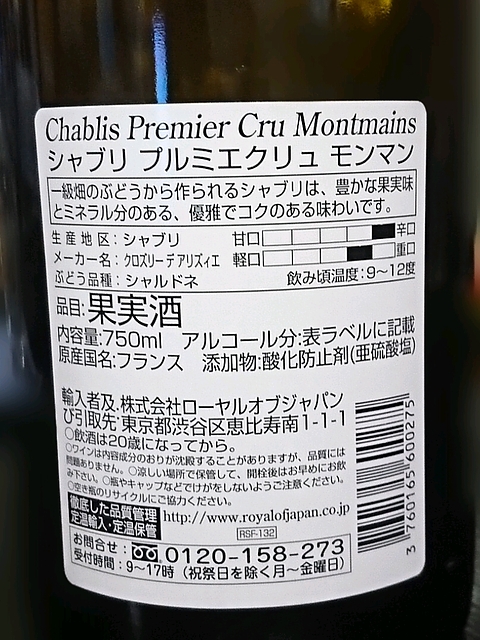 Chablis Premier Cru Montmains
シャブリ プルミエクリュ モンマン
一級畑のぶどうから作られるシャブリは、豊かな果実味
とミネラル分のある、優雅でコクのある味わいです。
生産地区：シャブリ 甘口 辛口
メーカー名：クロズリーデアリズィエ 軽口 重口
ぶどう品種：シャルドネ 飲み頃温度：9～12度
品目:果実酒
内容量:750ml アルコール分:表ラベルに記載
原産国名:フランス 添加物:酸化防止剤(亜硫酸塩)
輸入者及 株式会社ローヤルオブジャパン
び引取先:東京都渋谷区恵比寿南1-1-1
○飲酒は20歳になってから。
○ワインは内容成分のおりが沈殿することがありますが、品質には
問題ありません。○涼しい場所で保管して、開栓後はお早めにお飲
み下さい。○瓶やキャップなどでけがをしないようご注意ください。
○空き瓶のリサイクルにご協力ください。
徹底した品質管理
定温輸入・定温保管
http://www.royalofjapan.co.jp
RSF-132
お問合せ： 0120-158-273
受付時間：9～17時（祝祭日を除く月～金曜日）
3 760165 600275